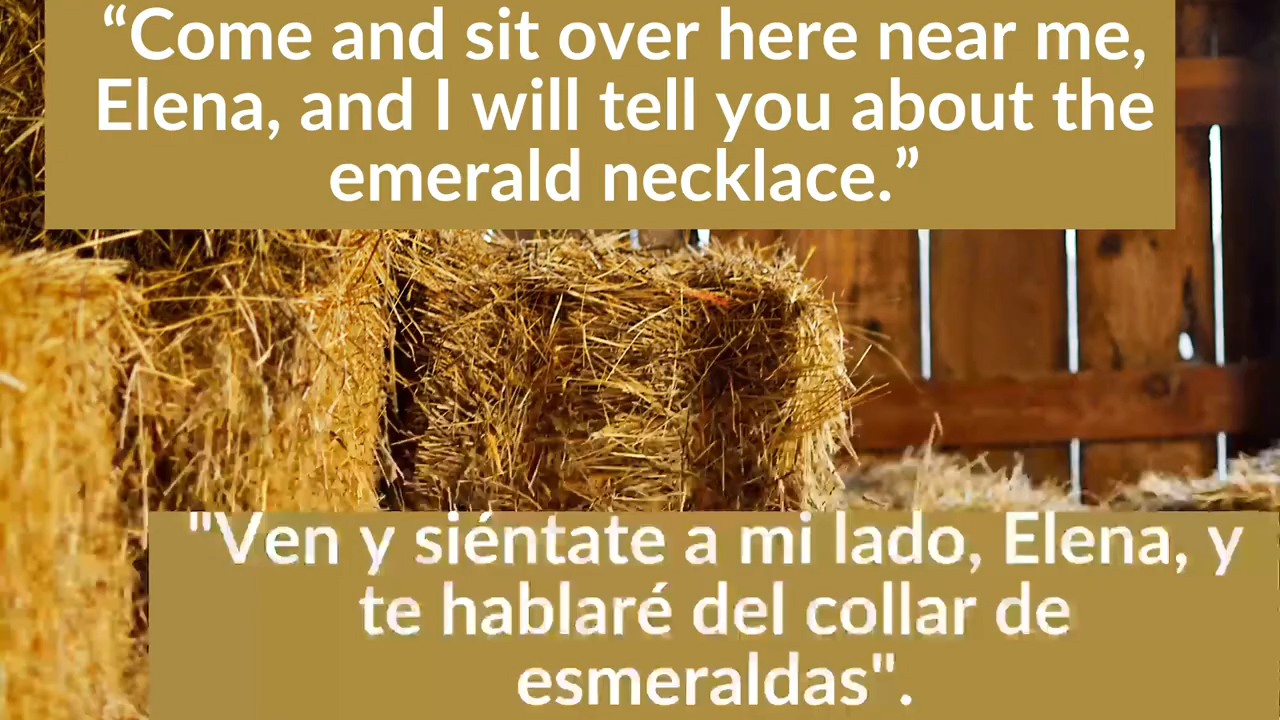 “Come and sit over here near me,
Elena, and I will tell you about the
emerald necklace.”
"Ven y siéntate a mi lado, Elena, y
te hablaré del collar de
esmeraldas".